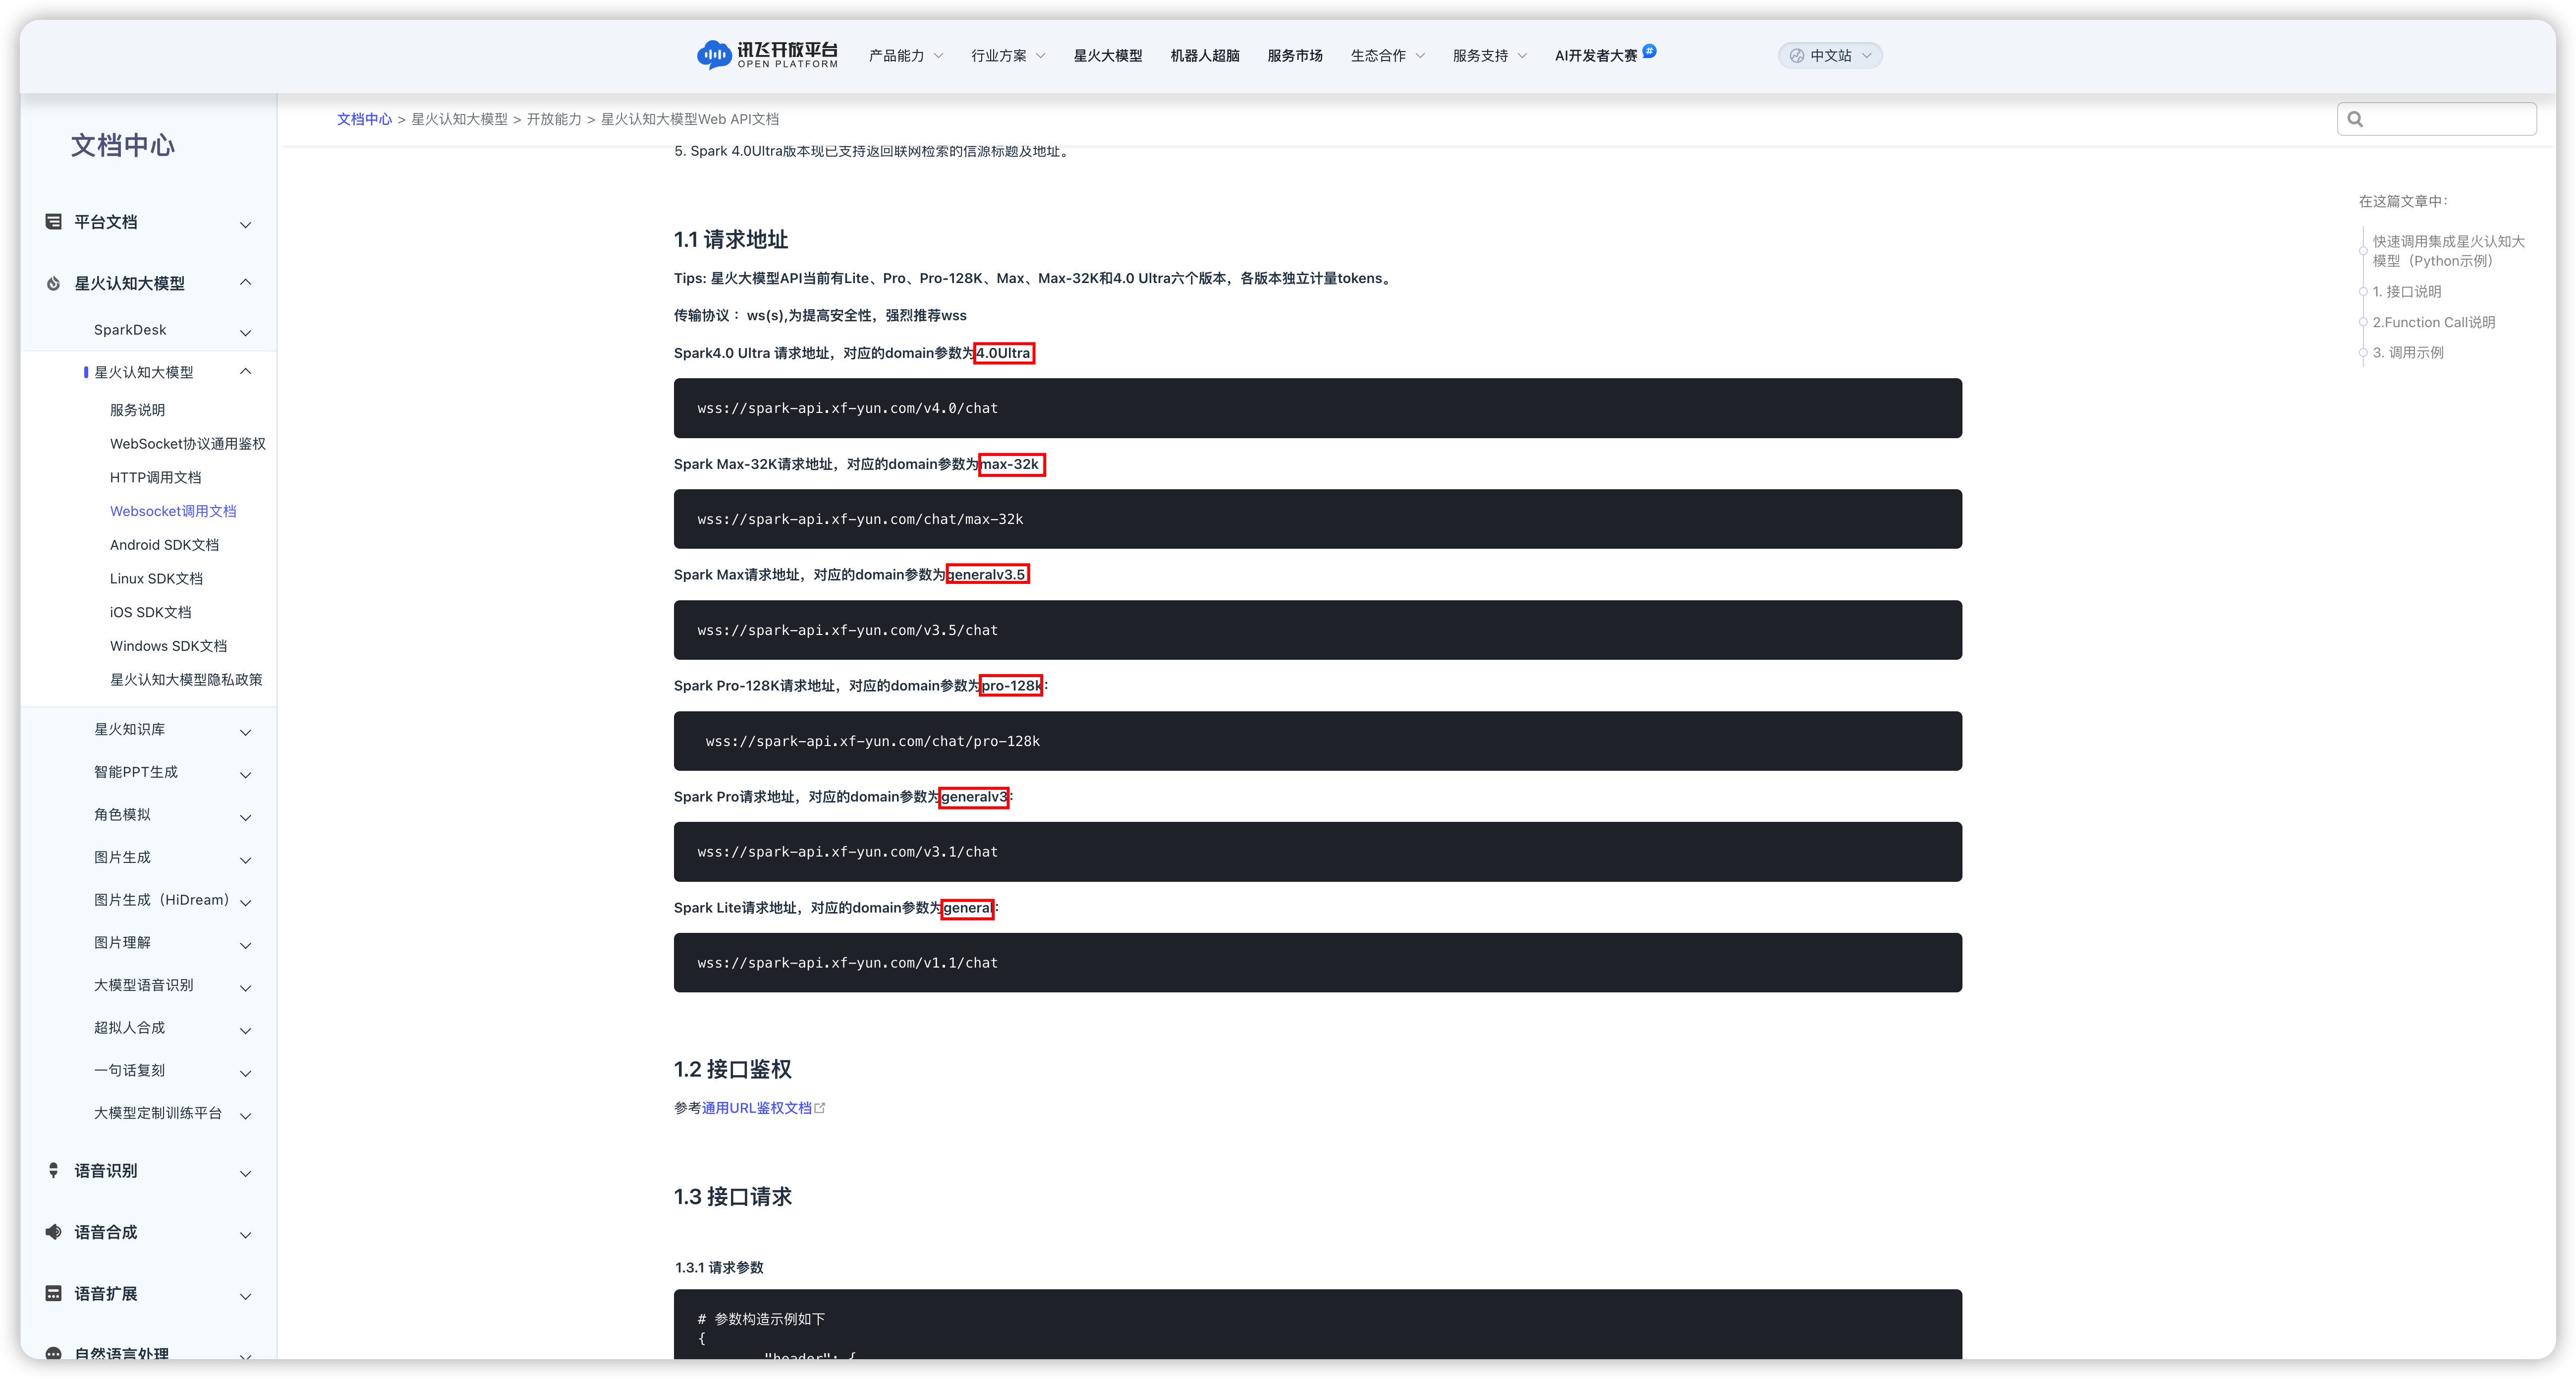 讯飞开放平台
OPEN PLATFORM
产品能力
行业方案
星火大模型
机器人超脑
服务市场
生态合作
服务支持
AI开发者大赛
#
中文站
文档中心 > 星火认知大模型 > 开放能力 > 星火认知大模型Web API文档
文档中心
平台文档
星火认知大模型
SparkDesk
星火认知大模型
服务说明
WebSocket协议通用鉴权
HTTP调用文档
Websocket调用文档
Android SDK文档
Linux SDK文档
iOS SDK文档
Windows SDK文档
星火认知大模型隐私政策
星火知识库
智能PPT生成
角色模拟
图片生成
图片生成（HiDream）
图片理解
大模型语音识别
超拟人合成
一句话复刻
大模型定制训练平台
语音识别
语音合成
语音扩展
自然语言处理
5. Spark 4.0Ultra版本现已支持返回联网检索的信源标题及地址。
1.1 请求地址
Tips: 星火大模型API当前有Lite、Pro、Pro-128K、Max、Max-32K和4.0 Ultra六个版本，各版本独立计量tokens。
传输协议 ：ws(s),为提高安全性，强烈推荐wss
Spark4.0 Ultra 请求地址，对应的domain参数为4.0Ultra
wss://spark-api.xf-yun.com/v4.0/chat
Spark Max-32K请求地址，对应的domain参数为max-32k
wss://spark-api.xf-yun.com/chat/max-32k
Spark Max请求地址，对应的domain参数为generalv3.5
wss://spark-api.xf-yun.com/v3.5/chat
Spark Pro-128K请求地址，对应的domain参数为pro-128k:
wss://spark-api.xf-yun.com/chat/pro-128k
Spark Pro请求地址，对应的domain参数为generalv3:
wss://spark-api.xf-yun.com/v3.1/chat
Spark Lite请求地址，对应的domain参数为general:
wss://spark-api.xf-yun.com/v1.1/chat
1.2 接口鉴权
参考通用URL鉴权文档
1.3 接口请求
1.3.1 请求参数
# 参数构造示例如下
{
"header": {
在这篇文章中:
快速调用集成星火认知大
模型（Python示例）
1. 接口说明
2.Function Call说明
3. 调用示例